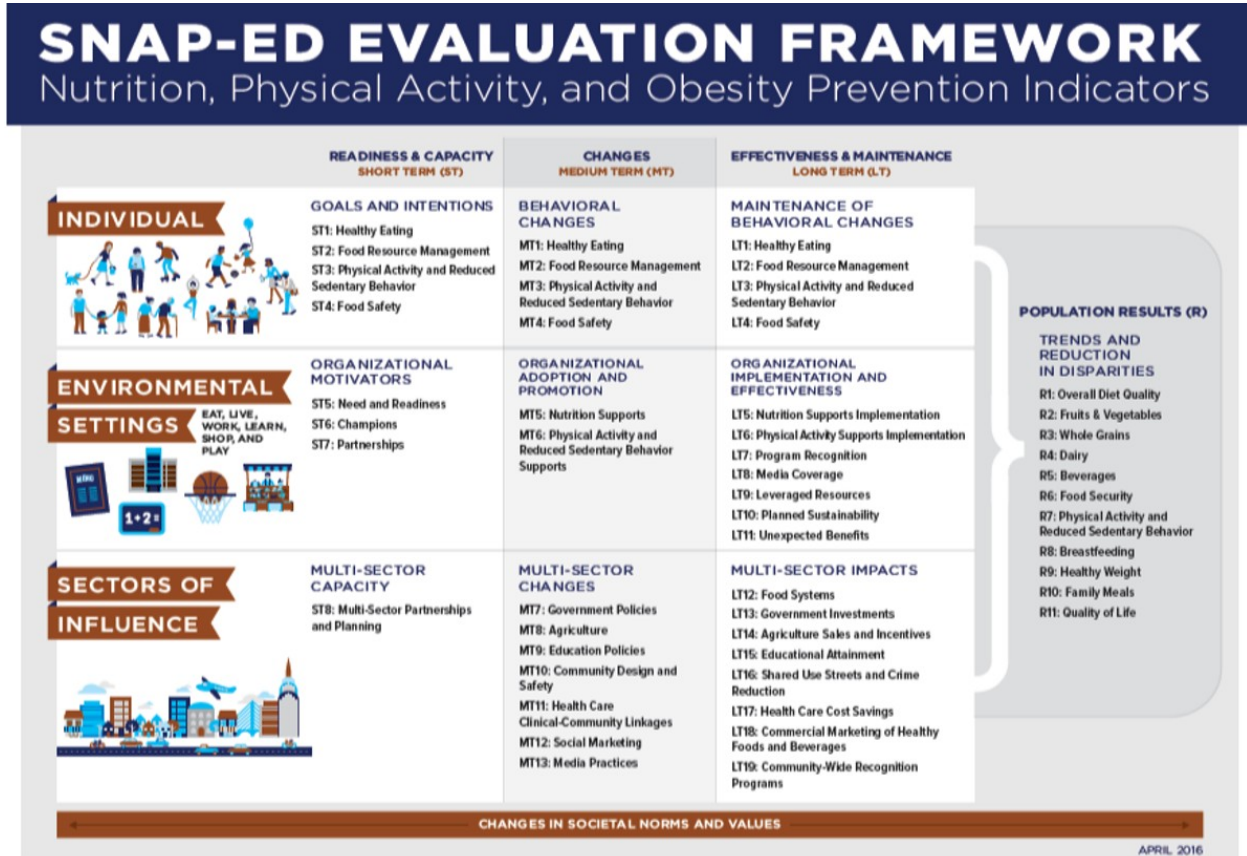 SNAP-ED EVALUATION FRAMEWORK
Nutrition, Physical Activity, and Obesity Prevention Indicators
READINESS & CAPACITY
SHORT TERM (ST)
CHANGES
MEDIUM TERM (MT)
EFFECTIVENESS & MAINTENANCE
LONG TERM (LT)
INDIVIDUAL
GOALS AND INTENTIONS
ST1: Healthy Eating
ST2: Food Resource Management
ST3: Physical Activity and Reduced
Sedentary Behavior
ST4: Food Safety
BEHAVIORAL
CHANGES
MT1: Healthy Eating
MT2: Food Resource Management
MT3: Physical Activity and
Reduced Sedentary Behavior
MT4: Food Safety
MAINTENANCE OF
BEHAVIORAL CHANGES
LT1: Healthy Eating
LT2: Food Resource Management
LT3: Physical Activity and Reduced
Sedentary Behavior
LT4: Food Safety
ENVIRONMENTAL
SETTINGS
EAT, LIVE,
WORK, LEARN,
SHOP, AND
PLAY
MENU
1+2=
ORGANIZATIONAL
MOTIVATORS
ST5: Need and Readiness
ST6: Champions
ST7: Partnerships
ORGANIZATIONAL
ADOPTION AND
PROMOTION
MT5: Nutrition Supports
MT6: Physical Activity and
Reduced Sedentary Behavior
Supports
ORGANIZATIONAL
IMPLEMENTATION AND
EFFECTIVENESS
LT5: Nutrition Supports Implementation
LT6: Physical Activity Supports Implementation
LT7: Program Recognition
LT8: Media Coverage
LT9: Leveraged Resources
LT10: Planned Sustainability
LT11: Unexpected Benefits
SECTORS OF
INFLUENCE
MULTI-SECTOR
CAPACITY
ST8: Multi-Sector Partnerships
and Planning
MULTI-SECTOR
CHANGES
MT7: Government Policies
MT8: Agriculture
MT9: Education Policies
MT10: Community Design and
Safety
MT11: Health Care
Clinical-Community Linkages
MT12: Social Marketing
MT13: Media Practices
MULTI-SECTOR IMPACTS
LT12: Food Systems
LT13: Government Investments
LT14: Agriculture Sales and Incentives
LT15: Educational Attainment
LT16: Shared Use Streets and Crime
Reduction
LT17: Health Care Cost Savings
LT18: Commercial Marketing of Healthy
Foods and Beverages
LT19: Community-Wide Recognition
Programs
POPULATION RESULTS (R)
TRENDS AND
REDUCTION
IN DISPARITIES
R1: Overall Diet Quality
R2: Fruits & Vegetables
R3: Whole Grains
R4: Dairy
R5: Beverages
R6: Food Security
R7: Physical Activity and
Reduced Sedentary Behavior
R8: Breastfeeding
R9: Healthy Weight
R10: Family Meals
R11: Quality of Life
CHANGES IN SOCIETAL NORMS AND VALUES
APRIL 2016